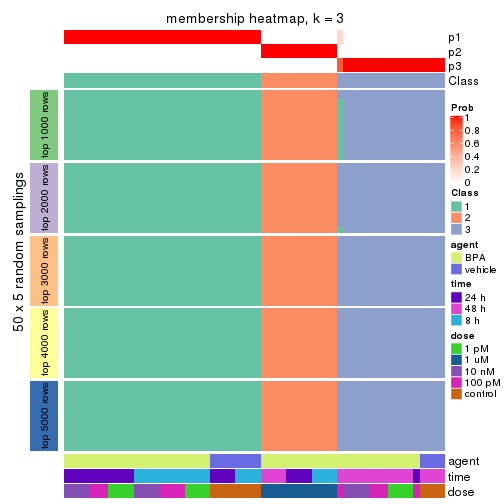 membership heatmap, k = 3
p1
p2
p3
Class
50 x 5 random samplings
top 1000 rows
top 2000 rows
top 3000 rows
top 4000 rows
top 5000 rows
agent
time
dose
Prob
1
0.8
0.6
0.4
0.2
0
Class
1
2
3
agent
BPA
vehicle
time
24 h
48 h
8 h
dose
1 pM
1 uM
10 nM
100 pM
control